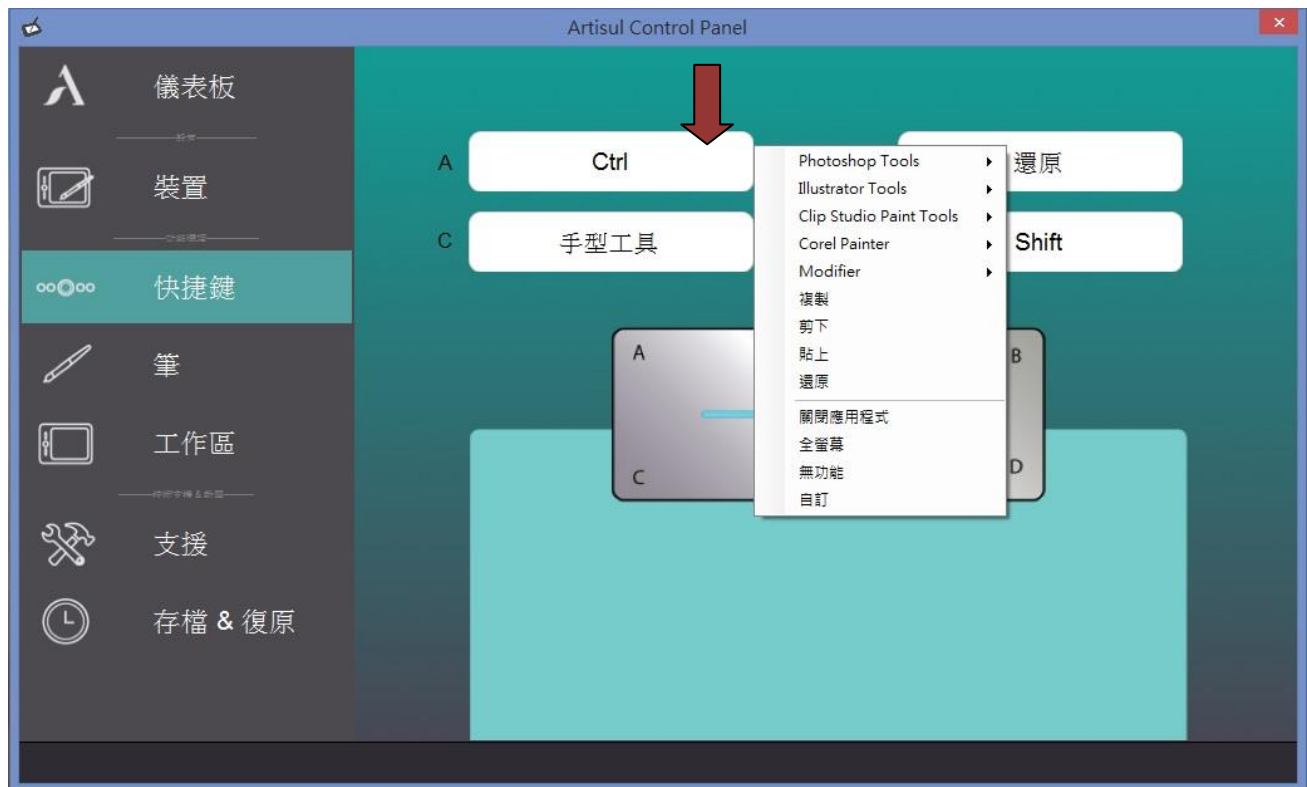 Artisul Control Panel
儀表板
裝置
快捷鍵
筆
工作區
支援
存檔 & 復原
A
Ctrl
還原
C
手型工具
Shift
Photoshop Tools
Illustrator Tools
Clip Studio Paint Tools
Corel Painter
Modifier
複製
剪下
貼上
還原
關閉應用程式
全螢幕
無功能
自訂
A
B
C
D